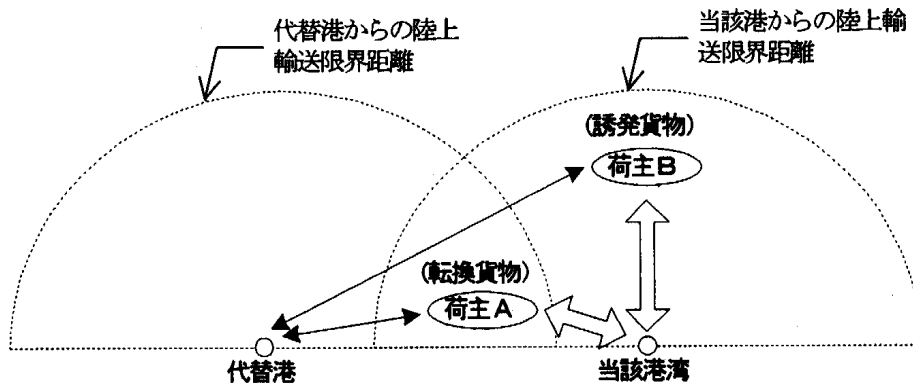 代替港からの陸上
輸送限界距離
当該港からの陸上輸
送限界距離
(誘発貨物)
荷主B
(転換貨物)
荷主A
代替港
当該港湾